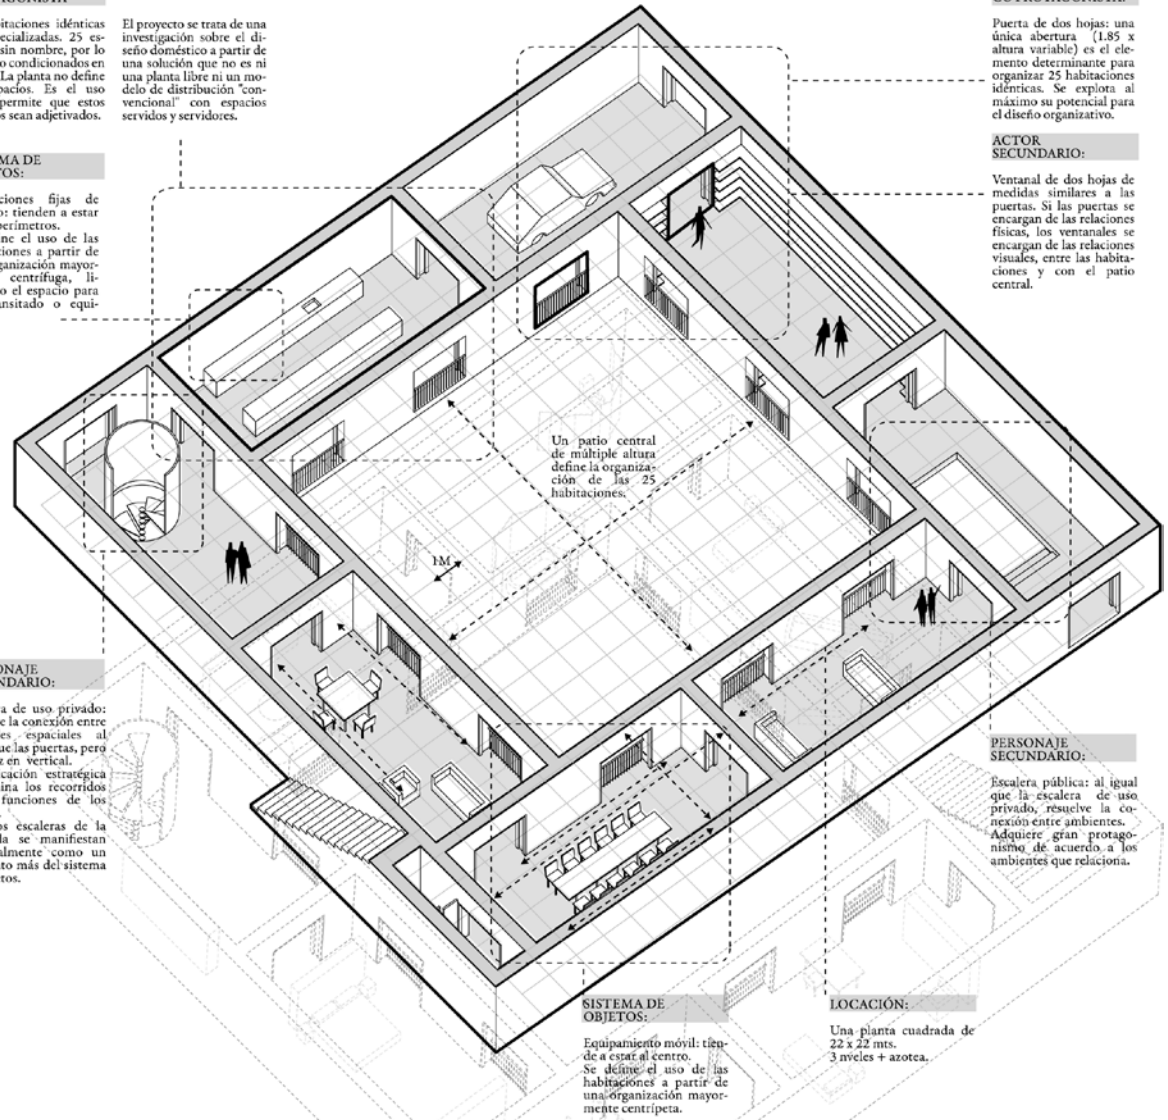 itaciones idénticas
ecializadas. 25 es-
sin nombre, por lo
o condicionados en
La planta no define
pacios. Es el uso
permite que estos
s sean adjetivados.
El proyecto se trata de una
investigación sobre el di-
seño doméstico a partir de
una solución que no es ni
una planta libre ni un mo-
delo de distribución "con-
vencional" con espacios
servidos y servidores.
MA DE
TOS:
ciones fijas de
o: tienden a estar
perímetros.
ne el uso de las
ciones a partir de
ganización mayor-
centrífuga, li-
o el espacio para
ansitado o equi-
Puerta de dos hojas: una
única abertura (1.85 x
altura variable) es el ele-
mento determinante para
organizar 25 habitaciones
idénticas. Se explota al
máximo su potencial para
el diseño organizativo.
ACTOR
SECUNDARIO:
Ventanal de dos hojas de
medidas similares a las
puertas. Si las puertas se
encargan de las relaciones
físicas, los ventanales se
encargan de las relaciones
visuales, entre las habita-
ciones y con el patio
central.
Un patio central
de múltiple altura
define la organiza-
ción de las 25
habitaciones.
1M
ONAJE
NDARIO:
a de uso privado:
e la conexión entre
es espaciales al
ue las puertas, pero
z en vertical.
cación estratégica
ina los recorridos
funciones de los
os escaleras de la
da se manifiestan
almente como un
to más del sistema
tos.
PERSONAJE
SECUNDARIO:
Escalera pública: al igual
que la escalera de uso
privado, resuelve la co-
nexión entre ambientes.
Adquiere gran protago-
nismo de acuerdo a los
ambientes que relaciona.
SISTEMA DE
OBJETOS:
Equipamiento móvil: tien-
de a estar al centro.
Se define el uso de las
habitaciones a partir de
una organización mayor-
mente centrípeta.
LOCACIÓN:
Una planta cuadrada de
22 x 22 mts.
3 niveles + azotea.